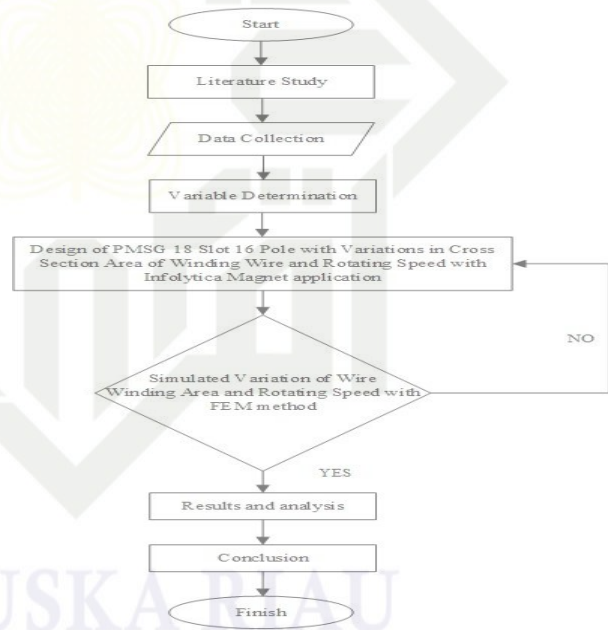 Start
Literature Study
Data Collection
Variable Determination
Design of PMSG 18 Slot 16 Pole with Variations in Cross
Section Area of Winding Wire and Rotating Speed with
Infolytica Magnet application
NO
Simulated Variation of Wire
Winding Area and Rotating Speed with
FEM method
YES
Results and analysis
Conclusion
USKA RIAU
Finish